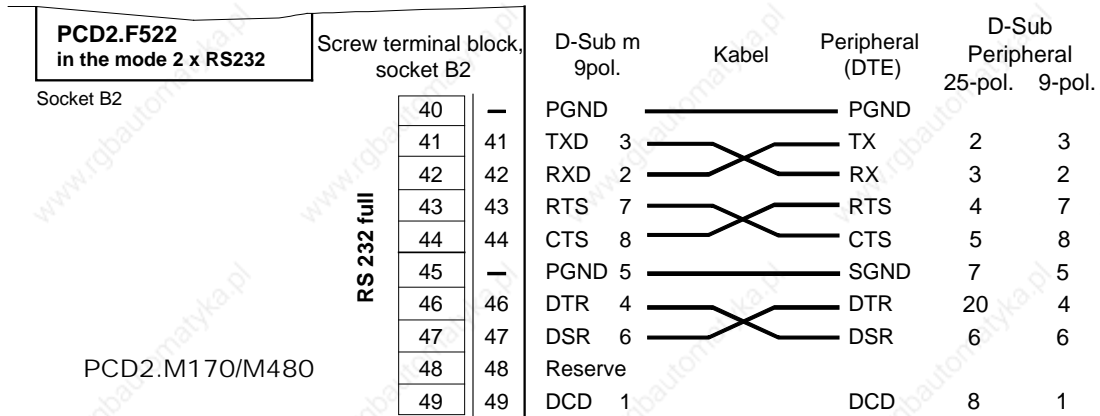 PCD2.F522
in the mode 2 x RS232
Screw terminal block,
socket B2
D-Sub m
9pol.
Kabel
Peripheral
(DTE)
D-Sub
Peripheral
25-pol. 9-pol.
Socket B2
RS 232 full
40 – PGND PGND
41 41 TXD 3 TX 2 3
42 42 RXD 2 RX 3 2
43 43 RTS 7 RTS 4 7
44 44 CTS 8 CTS 5 8
45 – PGND 5 SGND 7 5
46 46 DTR 4 DTR 20 4
47 47 DSR 6 DSR 6 6
PCD2.M170/M480
48 48 Reserve
49 49 DCD 1 DCD 8 1
www.rgbautomatyka.pl